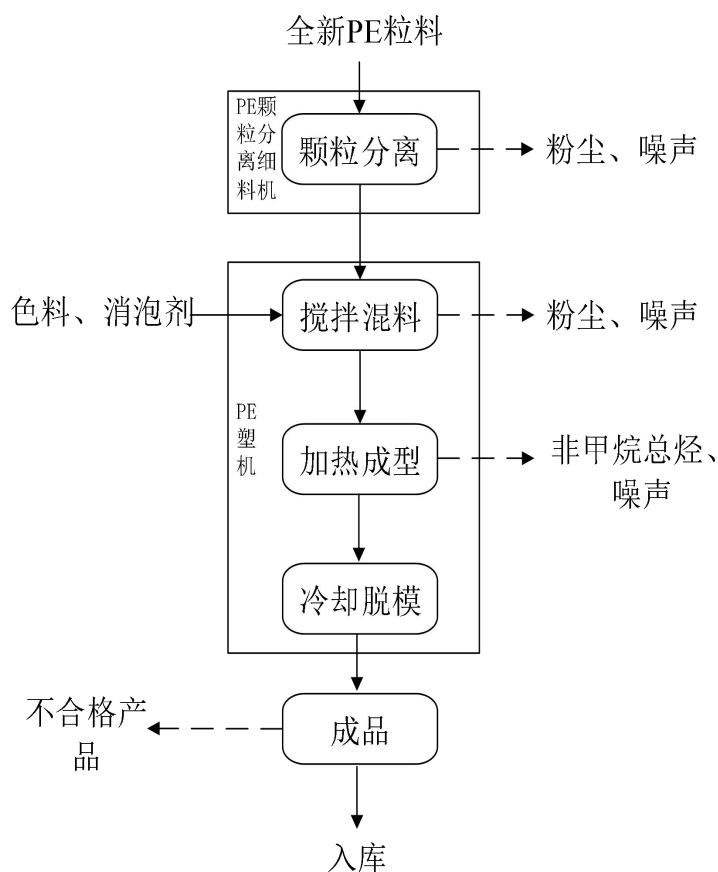 全新PE粒料
PE颗
粒分
离细
料机
颗粒分离
粉尘、噪声
色料、消泡剂
搅拌混料
粉尘、噪声
PE
塑
机
加热成型
非甲烷总烃、
噪声
冷却脱模
不合格产
品
成品
入库